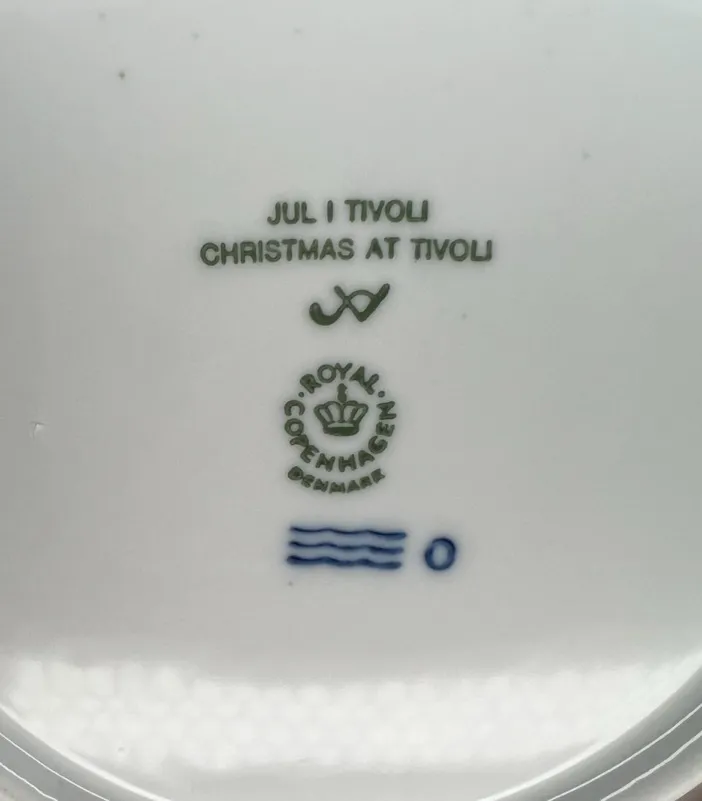 JUL I TIVOLI
CHRISTMAS AT TIVOLI
ROYAL
COPENHAGEN
DENMARK
O